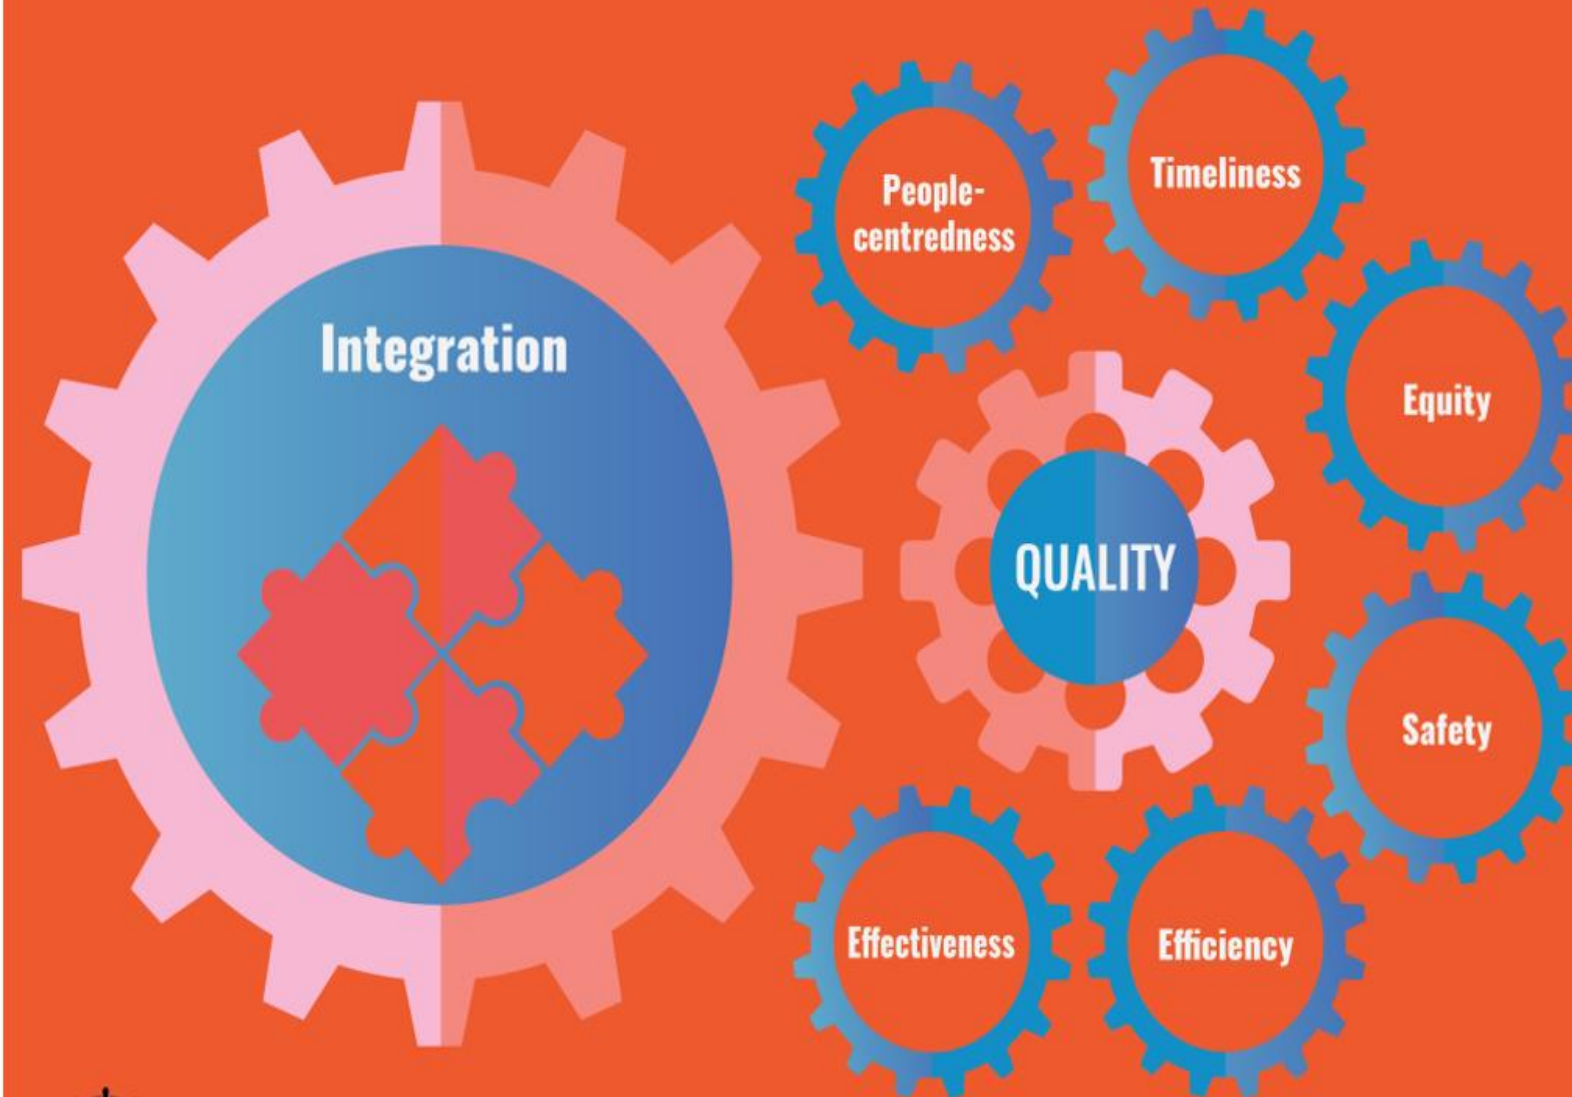 Integration
People-
centredness
Timeliness
Equity
QUALITY
Safety
Effectiveness
Efficiency